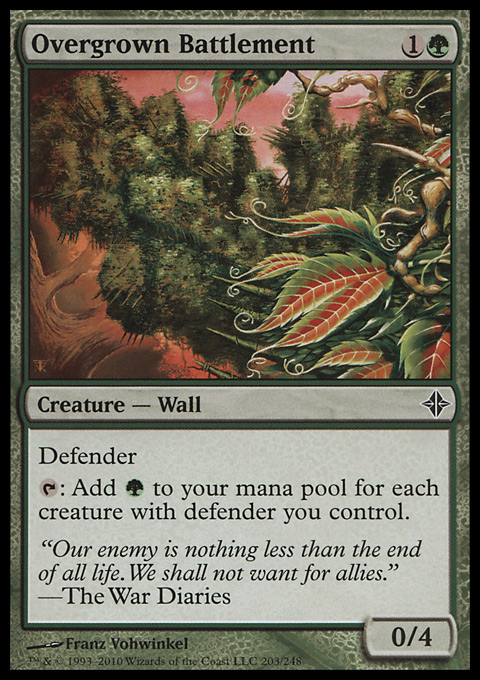 Overgrown Battlement 1
Creature — Wall
Defender
: Add to your mana pool for each
creature with defender you control.
“Our enemy is nothing less than the end
of all life. We shall not want for allies.”
—The War Diaries
Franz Vohwinkel
0/4
™ & © 1993–2010 Wizards of the Coast LLC 203/248